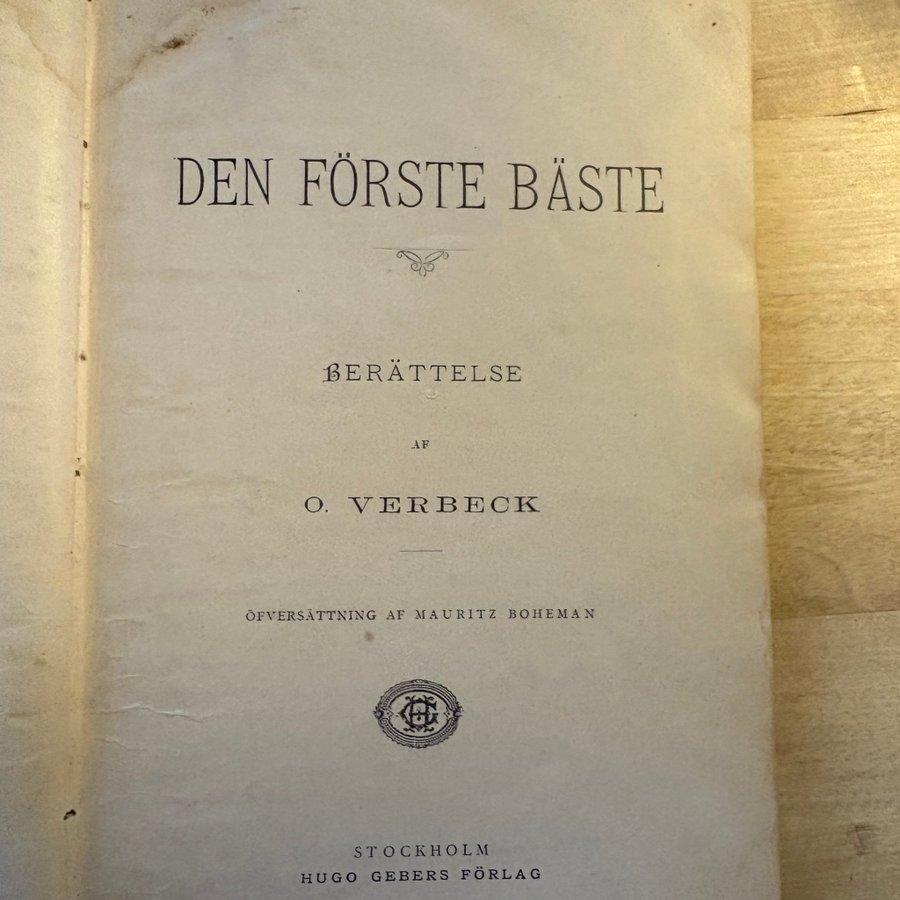 DEN FÖRSTE BÄSTE
BERÄTTELSE
AF
O. VERBECK
ÖFVERSÄTTNING AF MAURITZ BOHEMAN
STOCKHOLM
HUGO GEBERS FÖRLAG